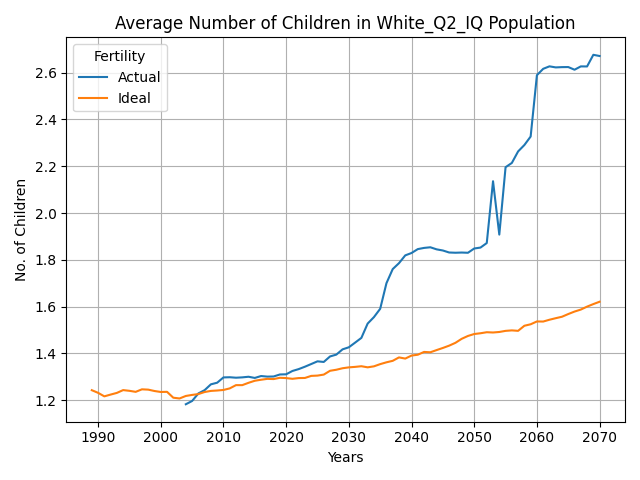 Average Number of Children in White_Q2_IQ Population
Fertility
Actual
Ideal
No. of Children
2.6
2.4
2.2
2.0
1.8
1.6
1.4
1.2
1990 2000 2010 2020 2030 2040 2050 2060 2070
Years